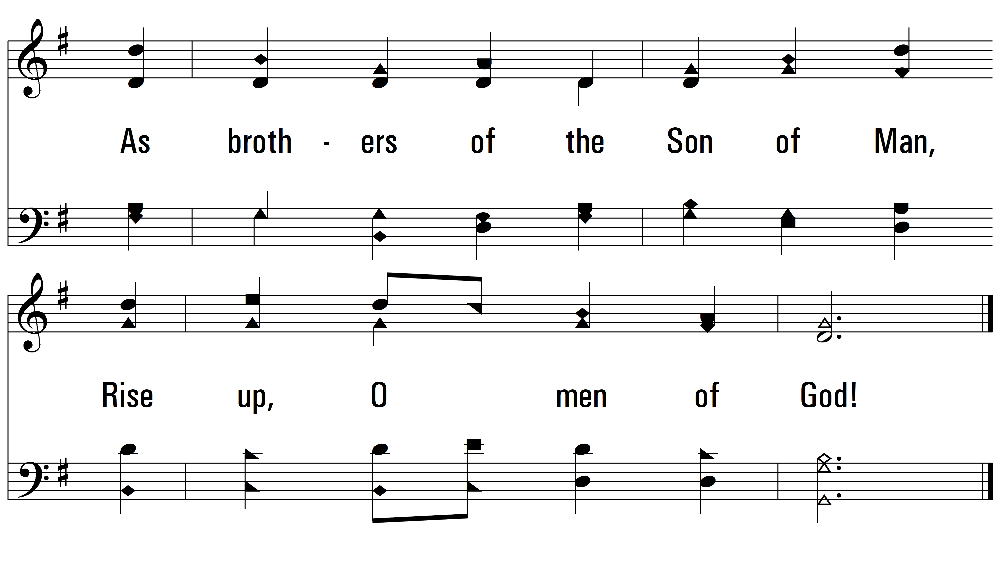 As broth - ers of the Son of Man,
Rise up, O men of God!